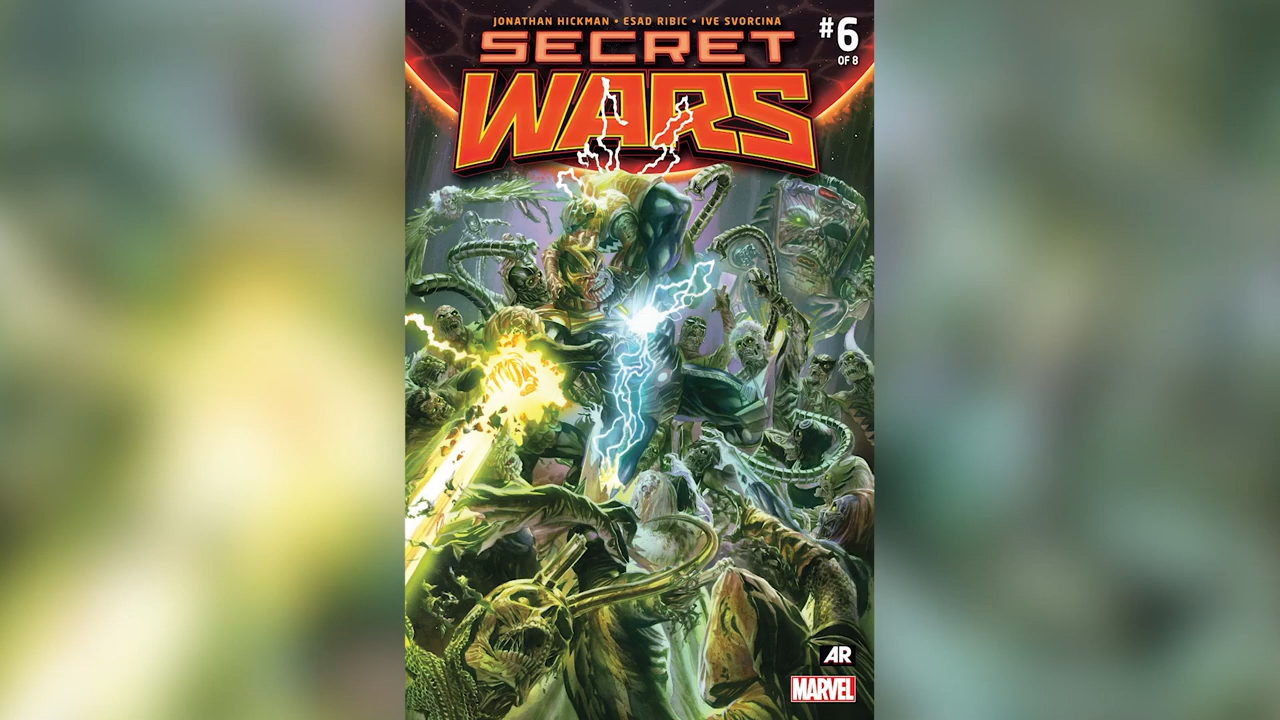 JONATHAN HICKMAN • ESAD RIBIC • IVE SVORCINA
SECRET
WARS
#6
OF 8
AR
MARVEL